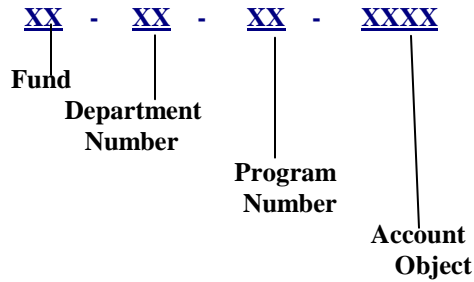 XX - XX - XX - XXXX
Fund
Department
Number
Program
Number
Account
Object